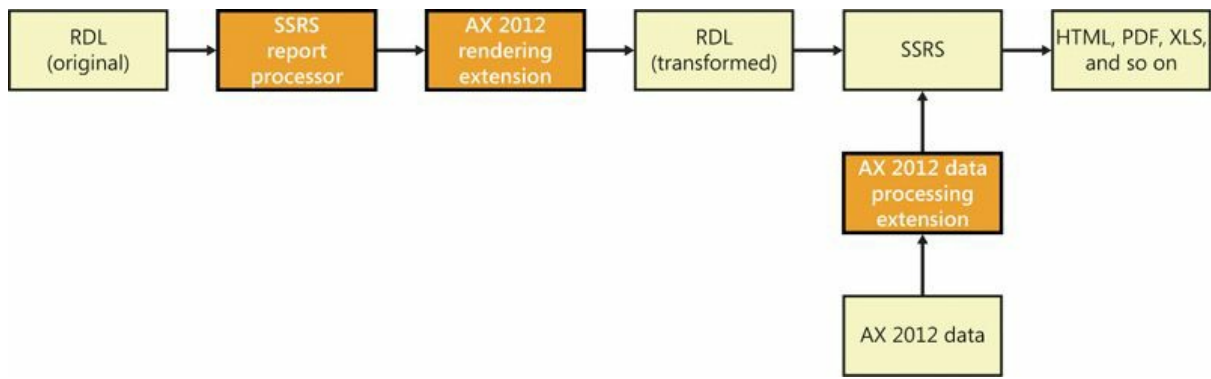 RDL
(original)
SSRS
report
processor
AX 2012
rendering
extension
RDL
(transformed)
SSRS
HTML, PDF, XLS,
and so on
AX 2012 data
processing
extension
AX 2012 data